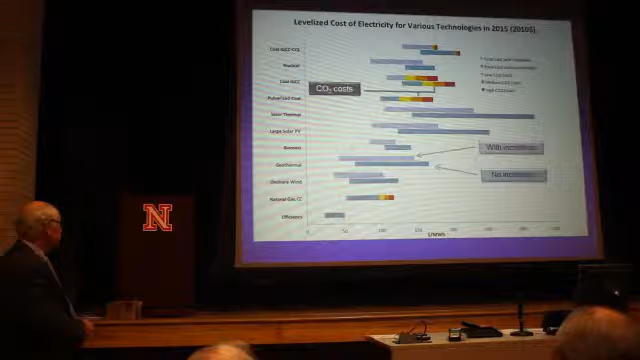 Levelized Cost of Electricity for Various Technologies in 2015 (2010$)
Coal IGCC-CCS
Nuclear
Coal IGCC
CO₂ costs
Pulverized Coal
Solar Thermal
Large Solar PV
Biomass
With incentives
Geothermal
No incentives
Onshore Wind
Natural Gas CC
Efficiency
0 50 100 150
$/MWh
N